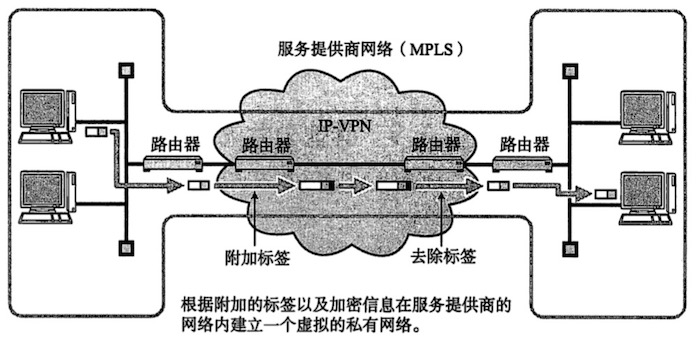 服务提供商网络（MPLS）
IP-VPN
路由器
路由器
路由器
路由器
附加标签
去除标签
根据附加的标签以及加密信息在服务提供商的
网络内建立一个虚拟的私有网络。